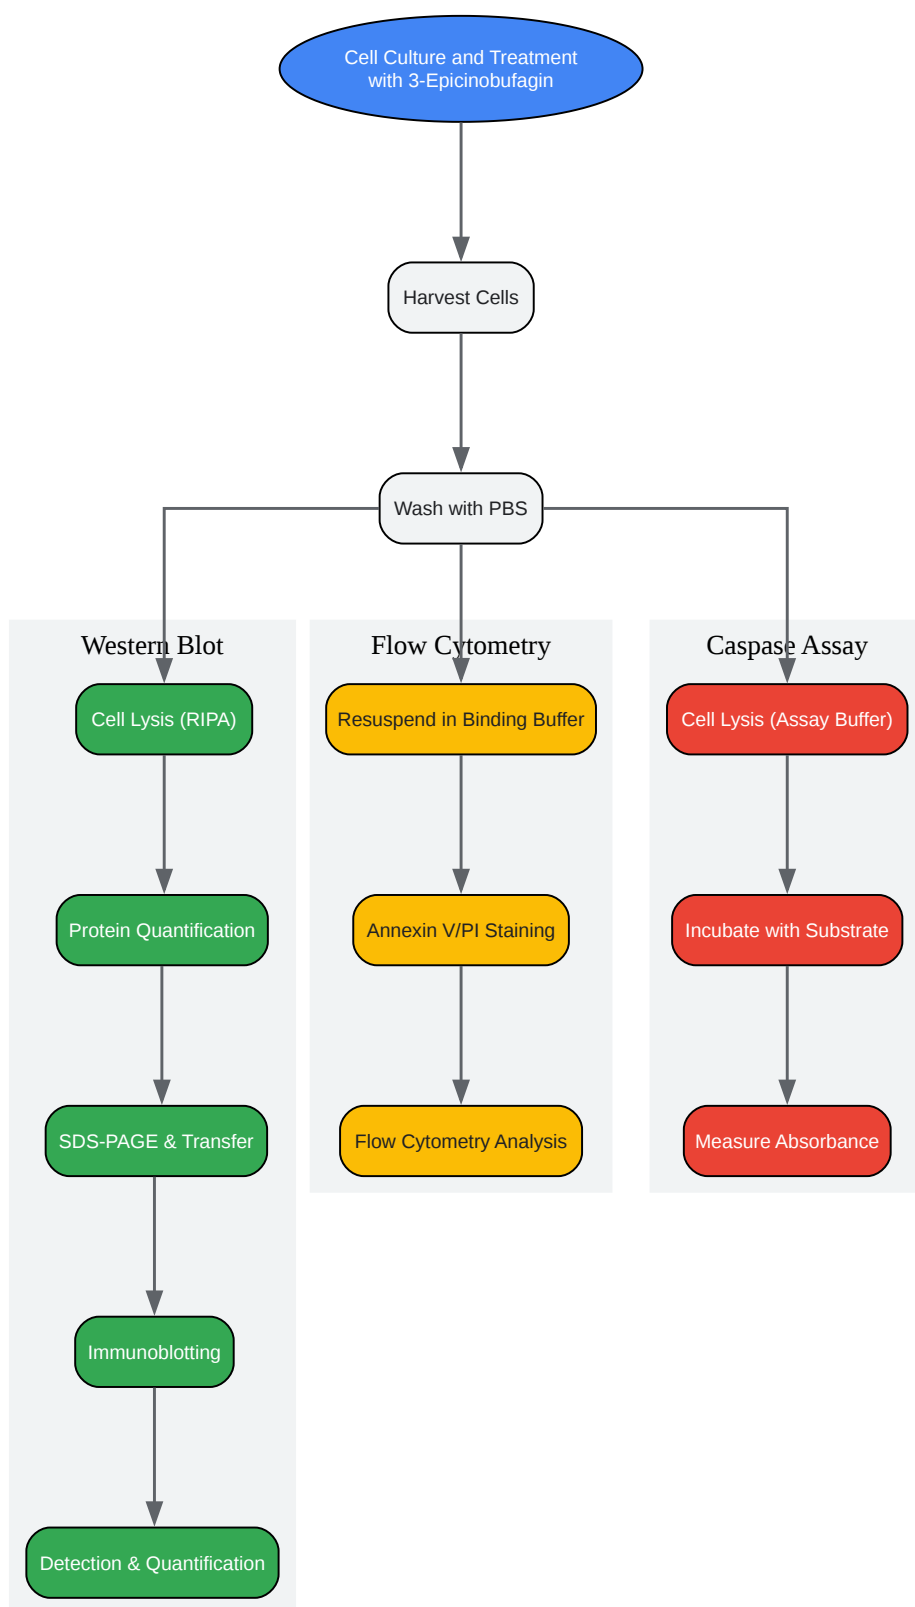 Cell Culture and Treatment
with 3-Epicinobufagin
Harvest Cells
Wash with PBS
Western Blot
Cell Lysis (RIPA)
Protein Quantification
SDS-PAGE & Transfer
Immunoblotting
Detection & Quantification
Flow Cytometry
Resuspend in Binding Buffer
Annexin V/PI Staining
Flow Cytometry Analysis
Caspase Assay
Cell Lysis (Assay Buffer)
Incubate with Substrate
Measure Absorbance